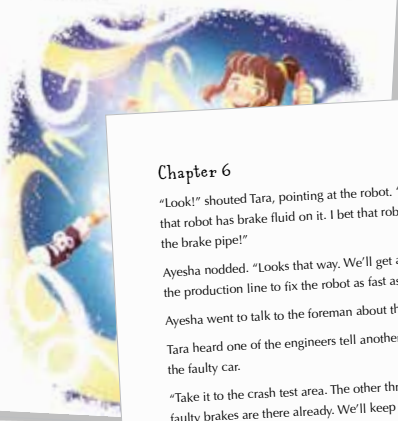 Chapter 6
“Look!” shouted Tara, pointing at the robot. “
that robot has brake fluid on it. I bet that rob
the brake pipe!”
Ayesha nodded. “Looks that way. We’ll get a
the production line to fix the robot as fast as
Ayesha went to talk to the foreman about th
Tara heard one of the engineers tell another
the faulty car.
“Take it to the crash test area. The other thr
faulty brakes are there already. We’ll keep